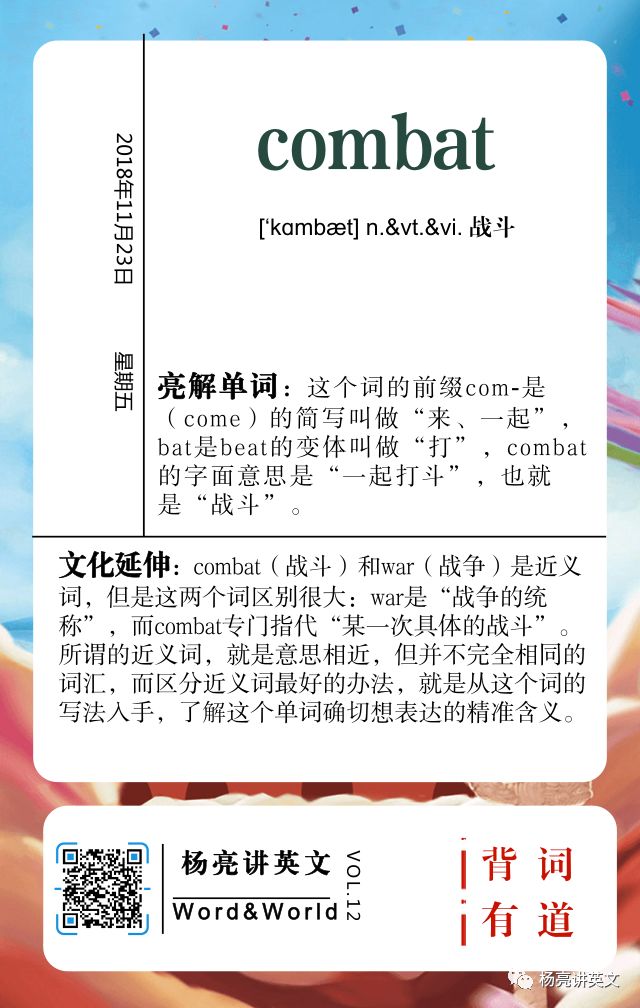 combat
['kɑmbæt] n.&vt.&vi. 战斗
2018年11月23日
星期五
亮解单词：这个词的前缀com-是
（come）的简写叫做“来、一起”，
bat是beat的变体叫做“打”，combat
的字面意思是“一起打斗”，也就
是“战斗”。
文化延伸：combat（战斗）和war（战争）是近义
词，但是这两个词区别很大：war是“战争的统
称”，而combat专门指代“某一次具体的战斗”。
所谓的近义词，就是意思相近，但并不完全相同的
词汇，而区分近义词最好的办法，就是从这个词的
写法入手，了解这个单词确切想表达的精准含义。
杨亮讲英文
Word&World
VOL.12
背词
有道
杨亮讲英文